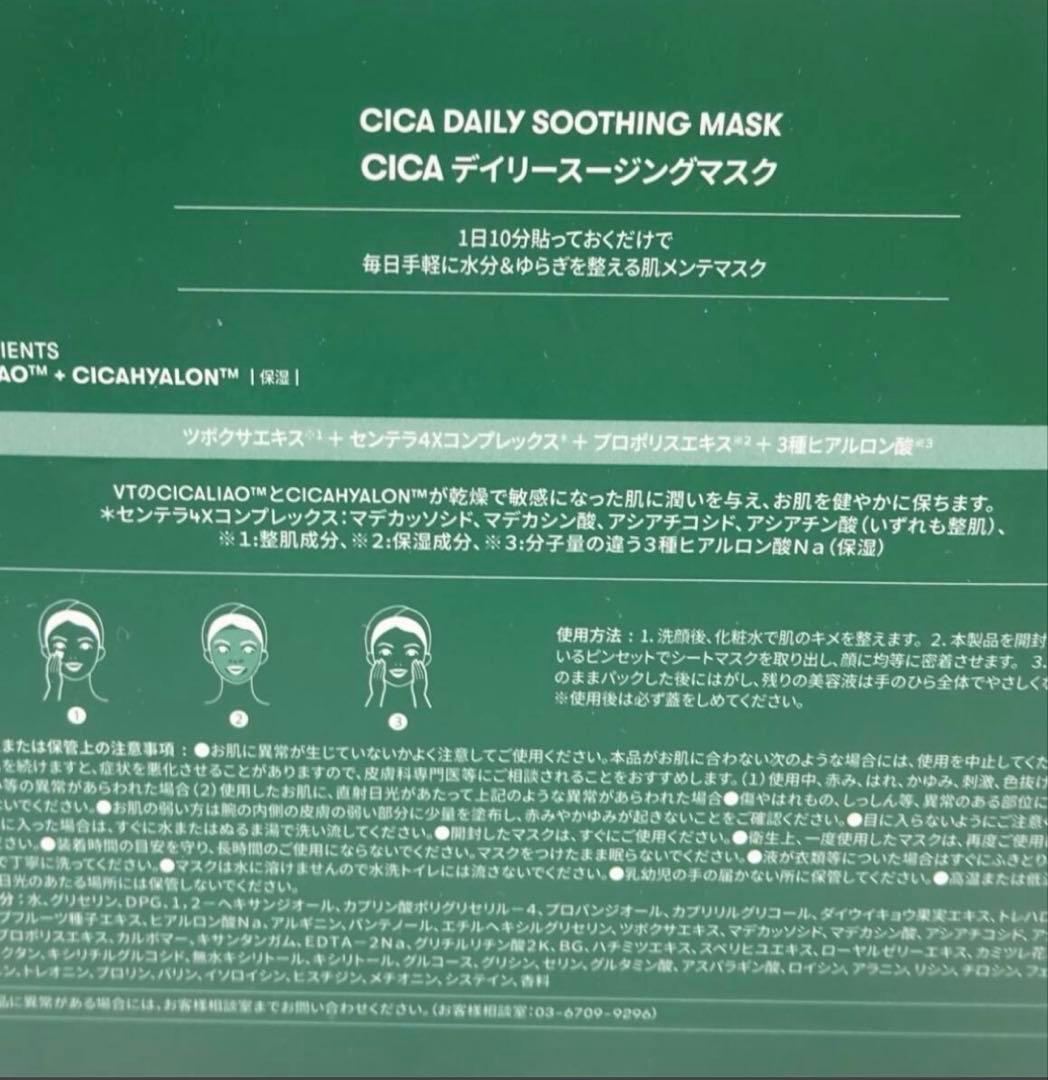 CICA DAILY SOOTHING MASK
CICA デイリースージングマスク
1日10分貼っておくだけで
毎日手軽に水分&ゆらぎを整える肌メンテマスク
IENTS
AO™ + CICAHYALON™ | 保湿 |
ツボクサエキス※1 + センテラ4Xコンプレックス* + プロポリスエキス※2 + 3種ヒアルロン酸※3
VTのCICALIAO™とCICAHYALON™が乾燥で敏感になった肌に潤いを与え、お肌を健やかに保ちます。
*センテラ4Xコンプレックス:マデカッソシド、マデカシン酸、アシアチコシド、アシアチン酸(いずれも整肌)、
※1:整肌成分、※2:保湿成分、※3:分子量の違う3種ヒアルロン酸Na(保湿)
1
2
3
使用方法 : 1. 洗顔後、化粧水で肌のキメを整えます。 2. 本製品を開封
いるピンセットでシートマスクを取り出し、顔に均等に密着させます。 3.
のままパックした後にはがし、残りの美容液は手のひら全体でやさしく
※使用後は必ず蓋をしめてください。
または保管上の注意事項 : ●お肌に異常が生じていないかよく注意してご使用ください。本品がお肌に合わない次のような場合には、使用を中止してくだ
を続けますと、症状を悪化させることがありますので、皮膚科専門医等にご相談されることをおすすめします。(1)使用中、赤み、はれ、かゆみ、刺激、色抜け
等の異常があらわれた場合(2)使用したお肌に、直射日光があたって上記のような異常があらわれた場合●傷やはれもの、しっしん等、異常のある部位に
いでください。●お肌の弱い方は腕の内側の皮膚の弱い部分に少量を塗布し、赤みやかゆみが起きないことをご確認ください。●目に入らないようにご注意
に入った場合は、すぐに水またはぬるま湯で洗い流してください。●開封したマスクは、すぐにご使用ください。●衛生上、一度使用したマスクは、再度ご使用
さい。●装着時間の目安を守り、長時間のご使用にならないでください。マスクをつけたまま眠らないでください。●液が衣類等についた場合はすぐふきとり
で丁寧に洗ってください。●マスクは水に溶けませんので水洗トイレには流さないでください。●乳幼児の手の届かない所に保管してください。●高温または低温
日光のあたる場所には保管しないでください。
分:水、グリセリン、DPG、1,2-ヘキサンジオール、カプリン酸ポリグリセリル-4、プロパンジオール、カプリリルグリコール、ダイウイキョウ果実エキス、トレハロ
プフルーツ種子エキス、ヒアルロン酸Na、アルギニン、パンテノール、エチルヘキシルグリセリン、ツボクサエキス、マデカッソシド、マデカシン酸、アシアチコシド、ア
プロポリスエキス、カルボマー、キサンタンガム、EDTA-2Na、グリチルリチン酸2K、BG、ハチミツエキス、スベリヒユエキス、ローヤルゼリーエキス、カミツレ花
クタン、キシリチルグルコシド、無水キシリトール、キシリトール、グルコース、グリシン、セリン、グルタミン酸、アスパラギン酸、ロイシン、アラニン、リシン、チロシン、フェ
ン、トレオニン、プロリン、バリン、イソロイシン、ヒスチジン、メチオニン、システイン、香料
品に異常がある場合には、お客様相談室までお問い合わせください。(お客様相談室:03-6709-9296)